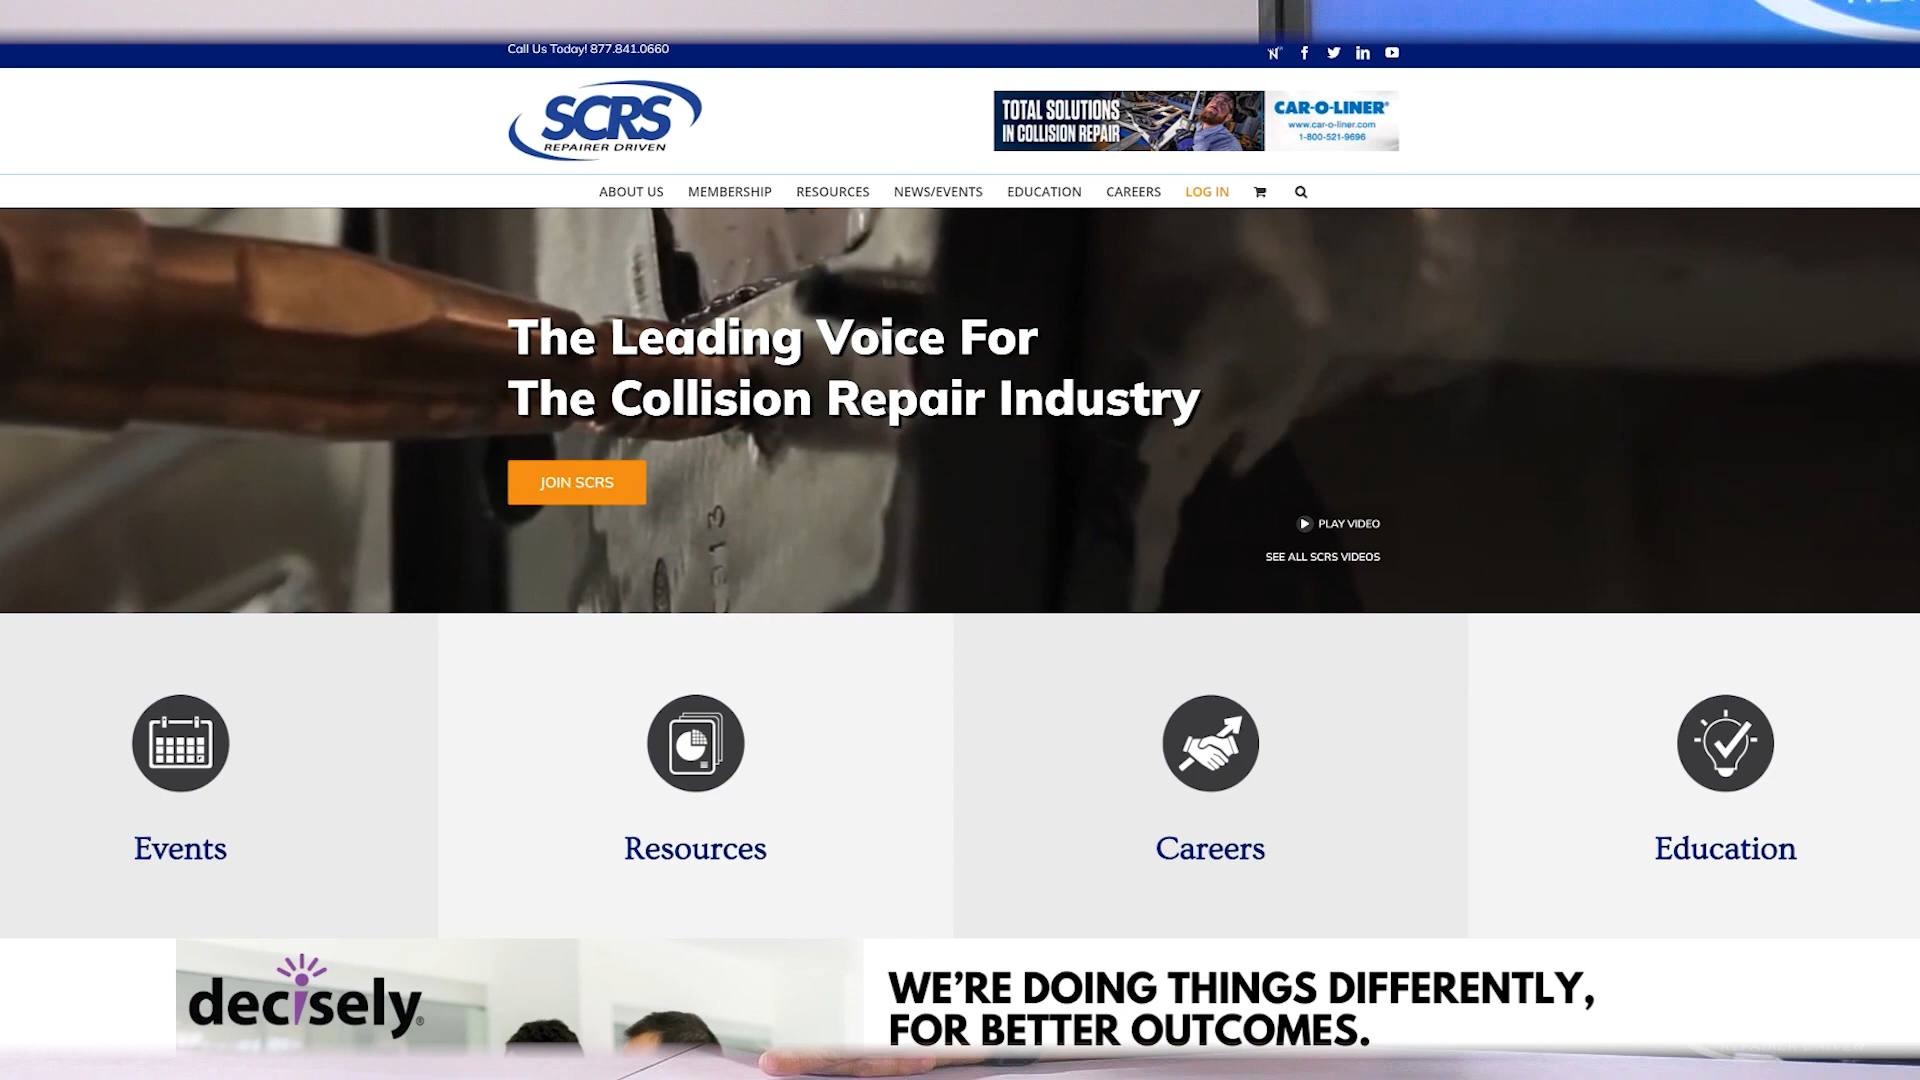 Call Us Today! 877.841.0660
SCRS
REPAIRER DRIVEN
TOTAL SOLUTIONS
IN COLLISION REPAIR
CAR-O-LINER®
www.car-o-liner.com
1-800-521-9696
ABOUT US MEMBERSHIP RESOURCES NEWS/EVENTS EDUCATION CAREERS LOG IN
The Leading Voice For
The Collision Repair Industry
JOIN SCRS
313
PLAY VIDEO
SEE ALL SCRS VIDEOS
Events
Resources
Careers
Education
decisely®
WE'RE DOING THINGS DIFFERENTLY,
FOR BETTER OUTCOMES.